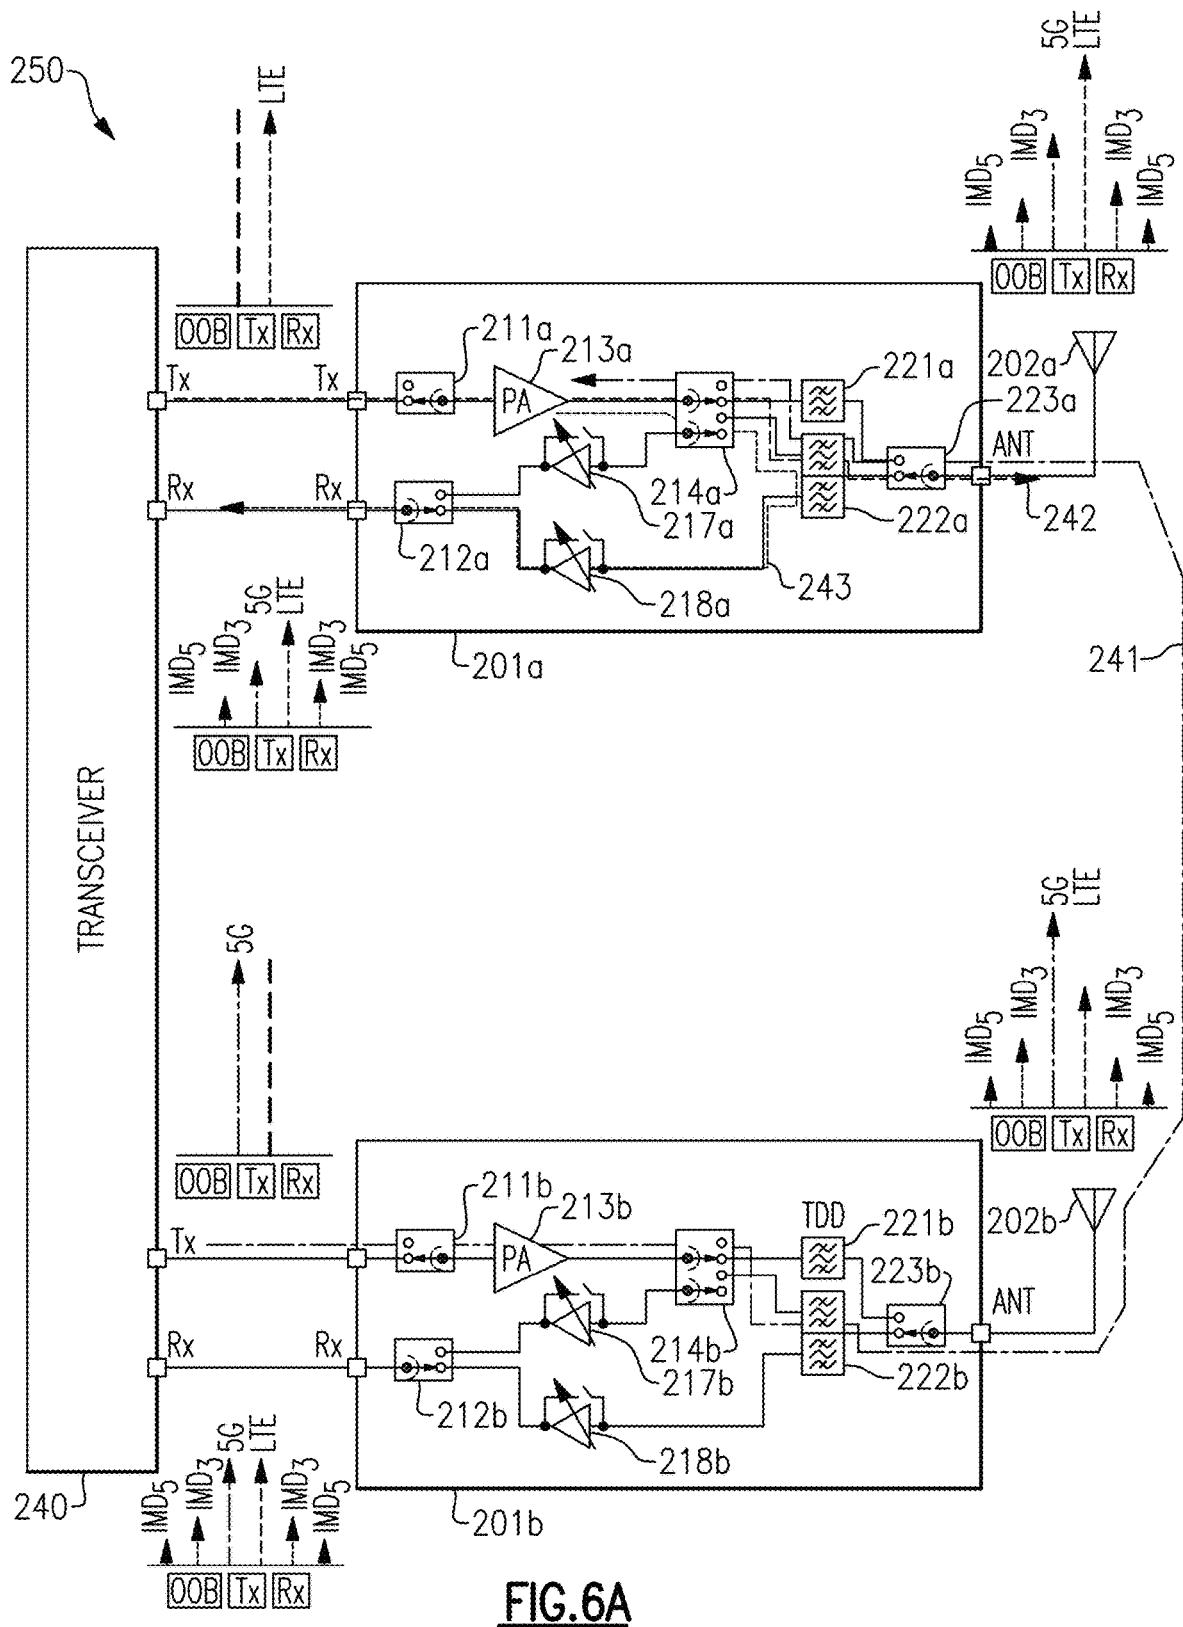 250
LTE
OOB Tx Rx
5G
LTE
IMD5 IMD3 IMD3 IMD5
OOB Tx Rx
Tx Tx
211a
213a
PA
221a
202a
223a
ANT
Rx Rx
212a
214a
217a
222a
242
218a
243
201a
241
IMD5 IMD3 5G LTE IMD3 IMD5
OOB Tx Rx
TRANSCEIVER
5G
OOB Tx Rx
5G
LTE
IMD5 IMD3 IMD3 IMD5
OOB Tx Rx
Tx
211b
213b
PA
TDD
221b
202b
223b
ANT
Rx Rx
212b
214b
217b
222b
218b
240
201b
IMD5 IMD3 5G LTE IMD3 IMD5
OOB Tx Rx
FIG.6A